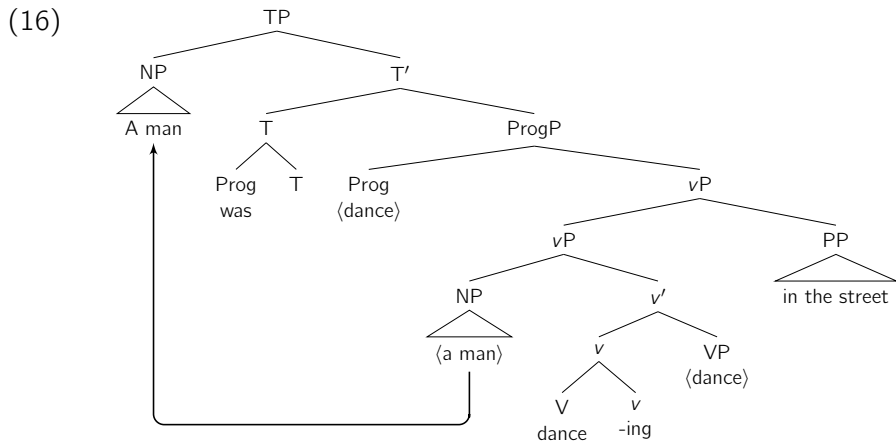 (16)
TP
NP T′
A man T ProgP
Prog T Prog vP
was ⟨dance⟩
vP PP
NP v′ in the street
⟨a man⟩ v VP
⟨dance⟩
V v
dance -ing